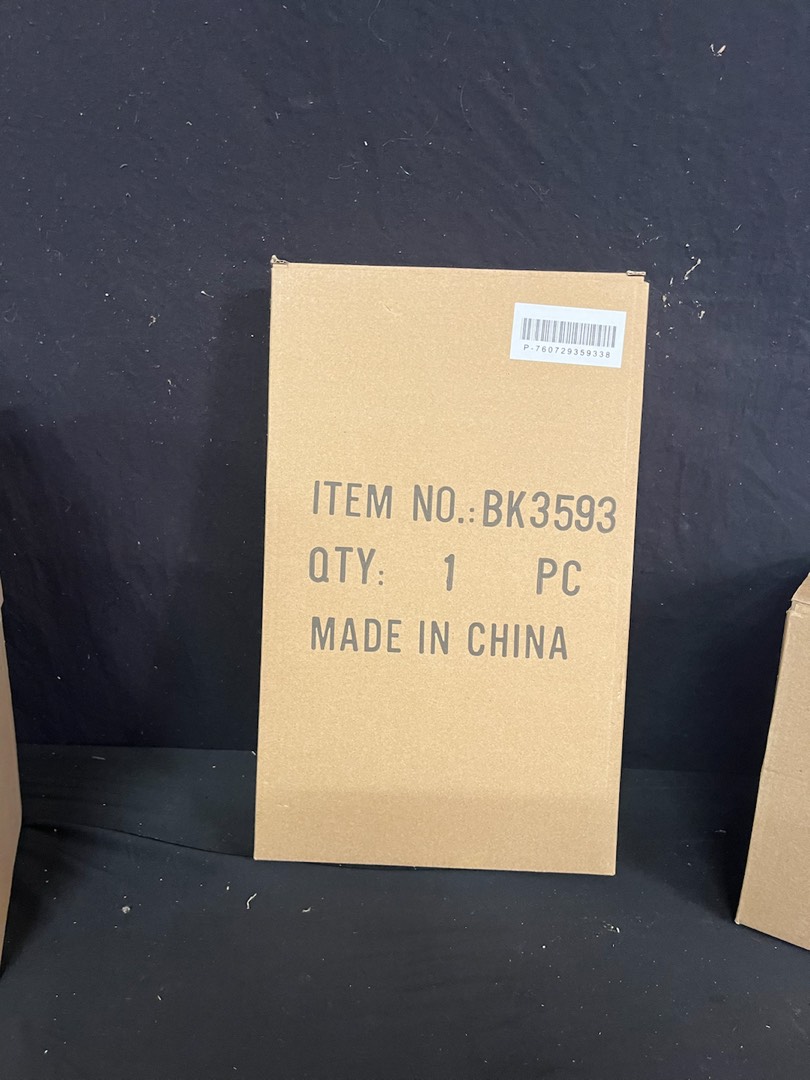 P-760729359338
ITEM NO.:BK3593
QTY: 1 PC
MADE IN CHINA